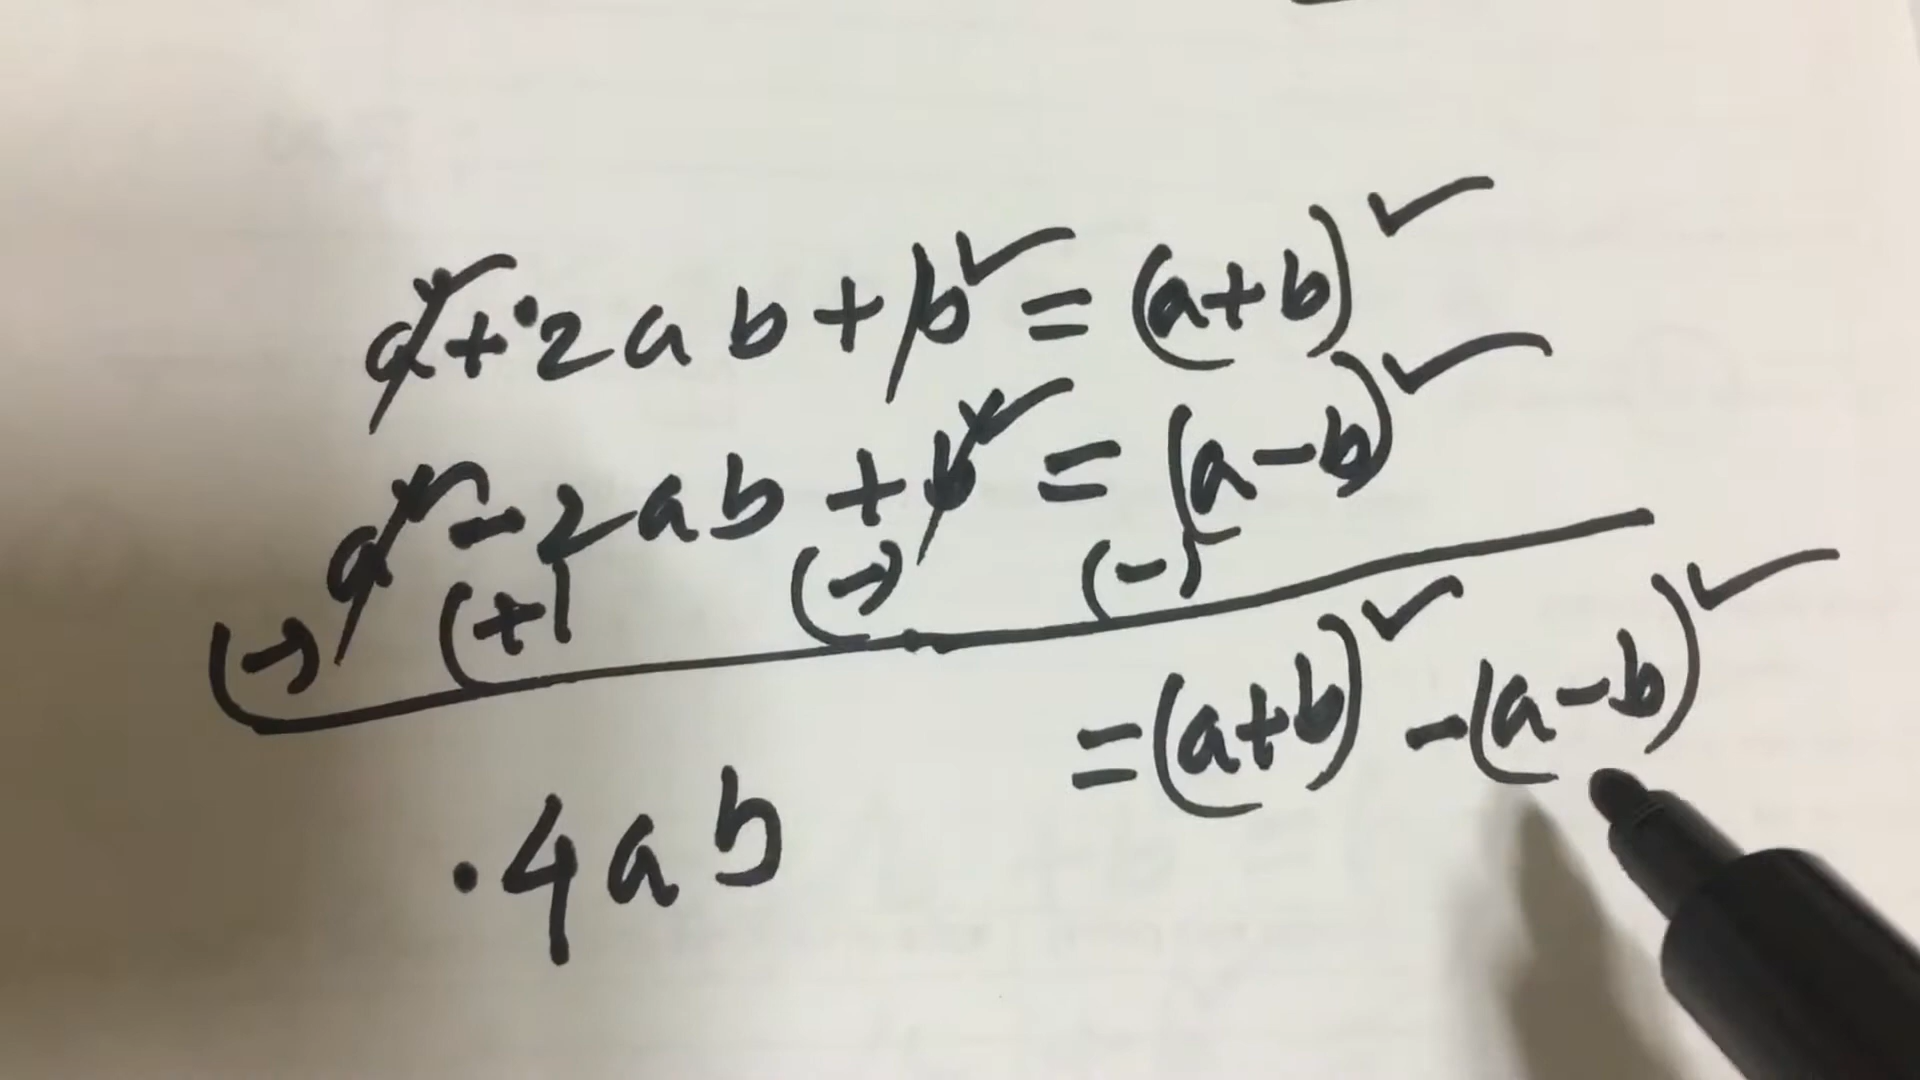 a² + 2ab + b² = (a+b)²
a² - 2ab + b² = (a-b)²
(-) (+) (-) (-)
4ab = (a+b)² - (a-b)²